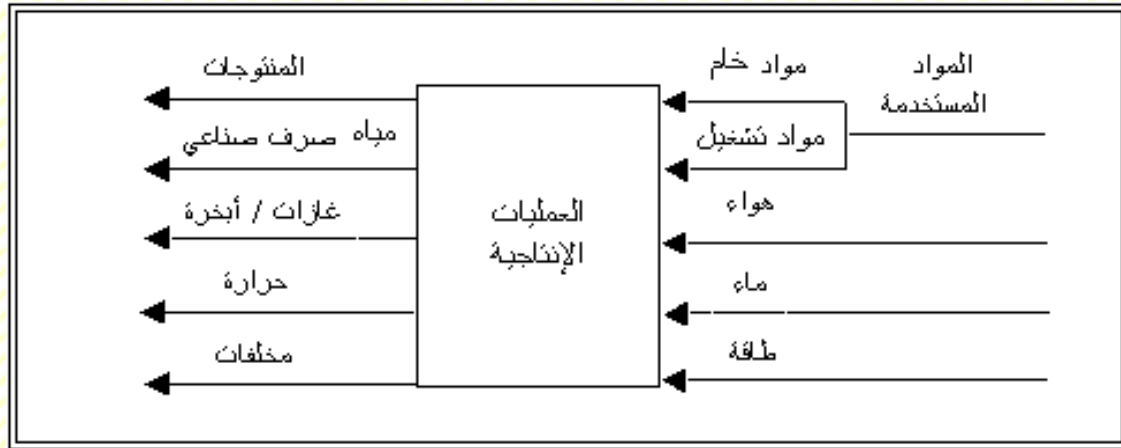 المواد
المستخدمة
مواد خام
مواد تشغيل
هواء
ماء
طاقة
العمليات
الإنتاجية
المنتوجات
مياه صرف صناعي
غازات / أبخرة
حرارة
مخلفات